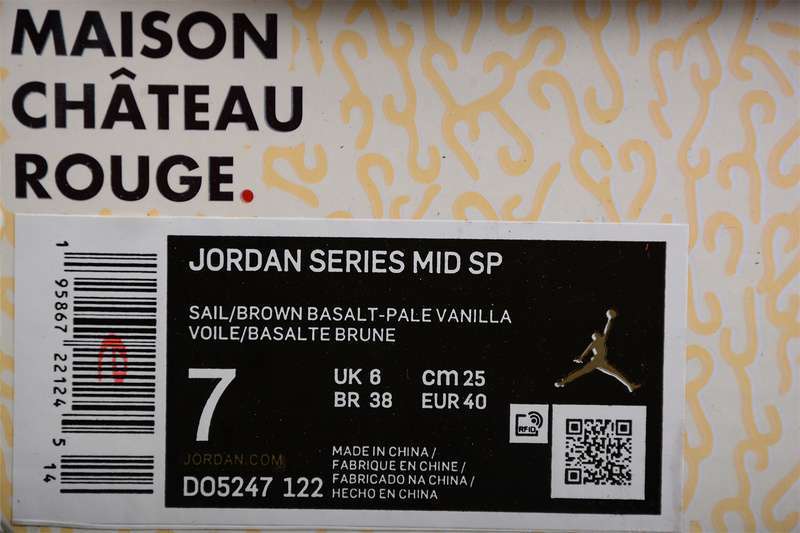 MAISON
CHÂTEAU
ROUGE.
JORDAN SERIES MID SP
SAIL/BROWN BASALT-PALE VANILLA
VOILE/BASALTE BRUNE
7
UK 6 cm 25
BR 38 EUR 40
RFID
JORDAN.COM
DO5247 122
MADE IN CHINA /
FABRIQUE EN CHINE /
FABRICADO NA CHINA /
HECHO EN CHINA
1 95867 22124 5 14